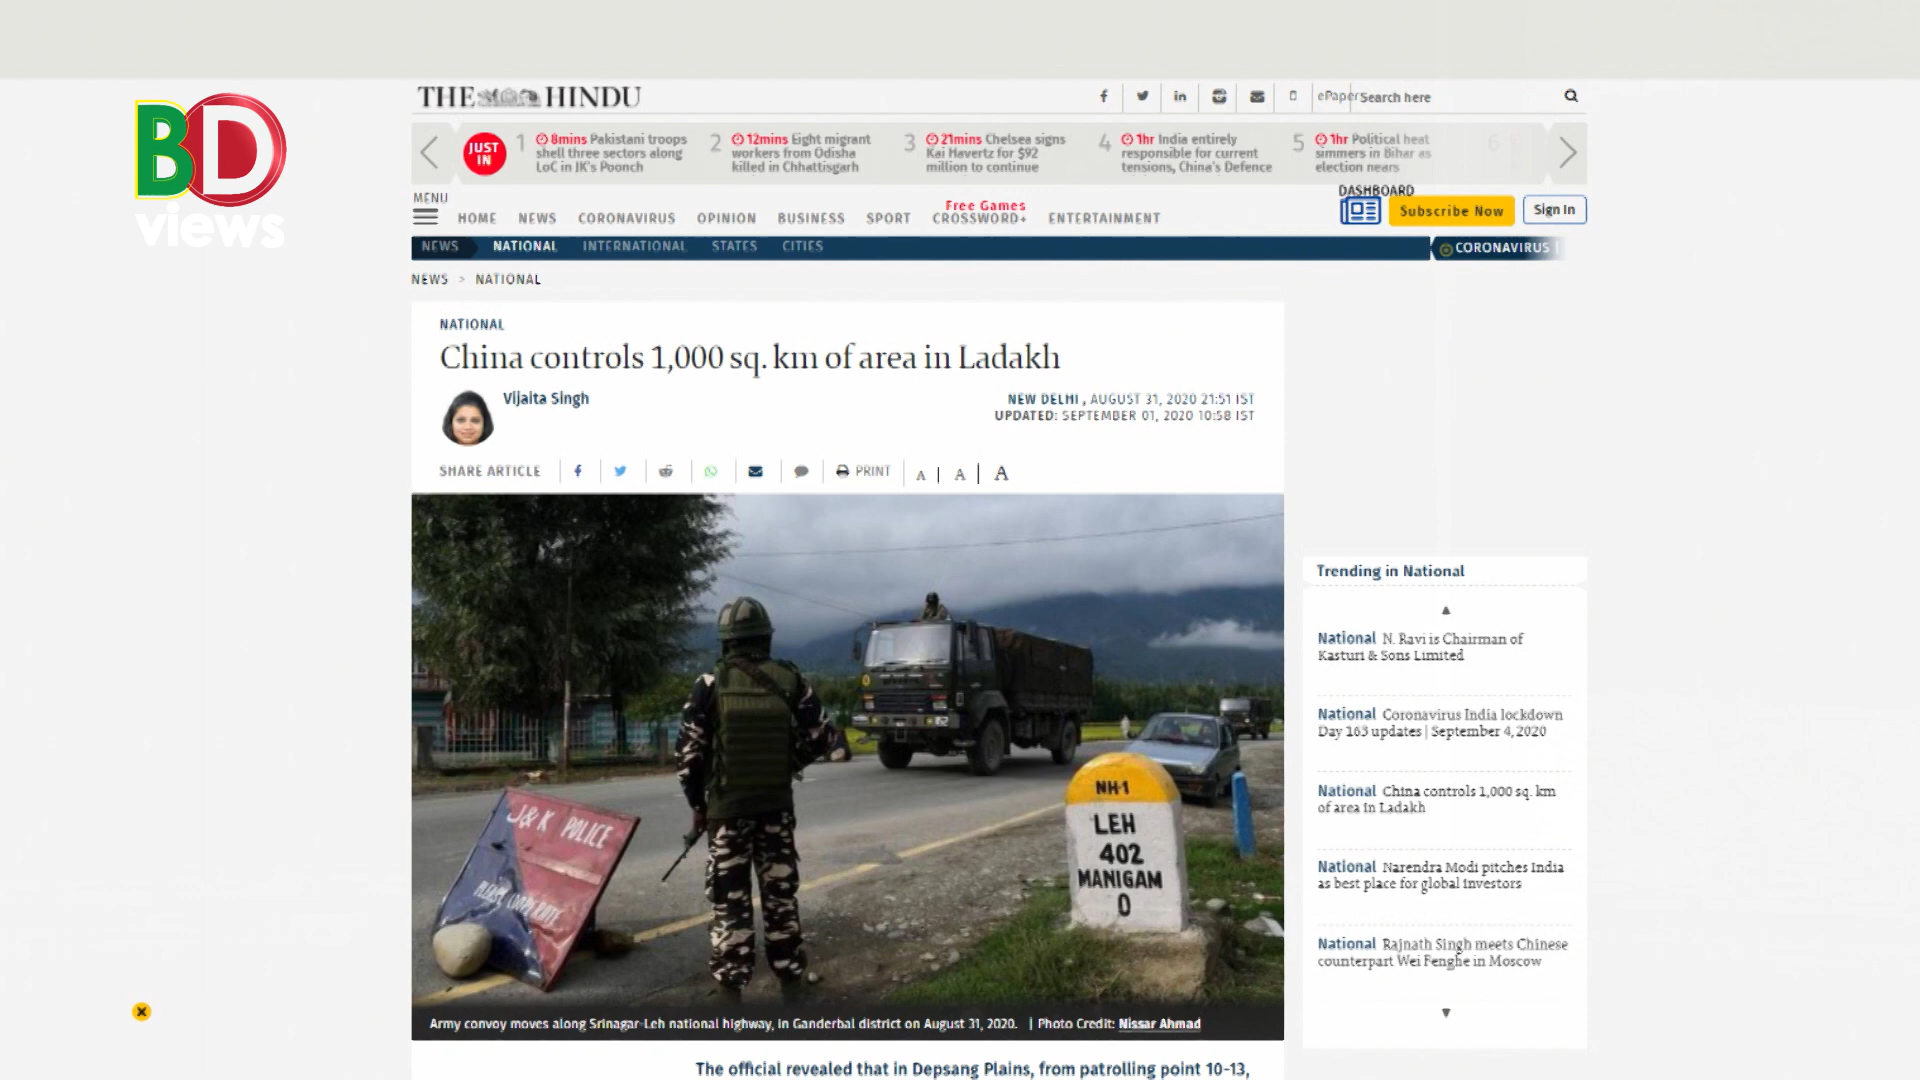 BD
views
THE HINDU
ePaper
Search here
JUST
IN
1
8mins Pakistani troops
shell three sectors along
LoC in JK's Poonch
2
12mins Eight migrant
workers from Odisha
killed in Chhattisgarh
3
21mins Chelsea signs
Kai Havertz for $92
million to continue
4
1hr India entirely
responsible for current
tensions, China's Defence
5
1hr Political heat
simmers in Bihar as
election nears
6
MENU
HOME NEWS CORONAVIRUS OPINION BUSINESS SPORT CROSSWORD+ ENTERTAINMENT
Free Games
DASHBOARD
Subscribe Now
Sign In
NEWS NATIONAL INTERNATIONAL STATES CITIES
CORONAVIRUS
NEWS > NATIONAL
NATIONAL
China controls 1,000 sq. km of area in Ladakh
Vijaita Singh
NEW DELHI, AUGUST 31, 2020 21:51 IST
UPDATED: SEPTEMBER 01, 2020 10:58 IST
SHARE ARTICLE
PRINT
A | A | A
J&K POLICE
PLEASE COOPERATE
NH-1
LEH
402
MANIGAM
0
Army convoy moves along Srinagar-Leh national highway, in Ganderbal district on August 31, 2020. | Photo Credit: Nissar Ahmad
The official revealed that in Depsang Plains, from patrolling point 10-13,
Trending in National
National N. Ravi is Chairman of
Kasturi & Sons Limited
National Coronavirus India lockdown
Day 163 updates | September 4, 2020
National China controls 1,000 sq. km
of area in Ladakh
National Narendra Modi pitches India
as best place for global investors
National Rajnath Singh meets Chinese
counterpart Wei Fenghe in Moscow